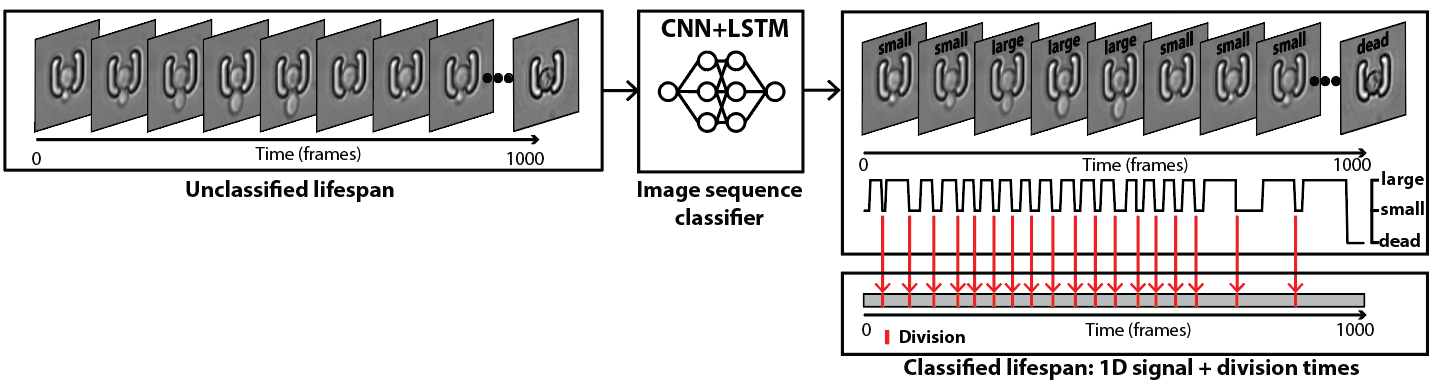 0
Time (frames)
1000
Unclassified lifespan
CNN+LSTM
Image sequence
classifier
small
small
large
large
large
small
small
small
dead
0
Time (frames)
1000
large
small
dead
0
Time (frames)
1000
Division
Classified lifespan: 1D signal + division times